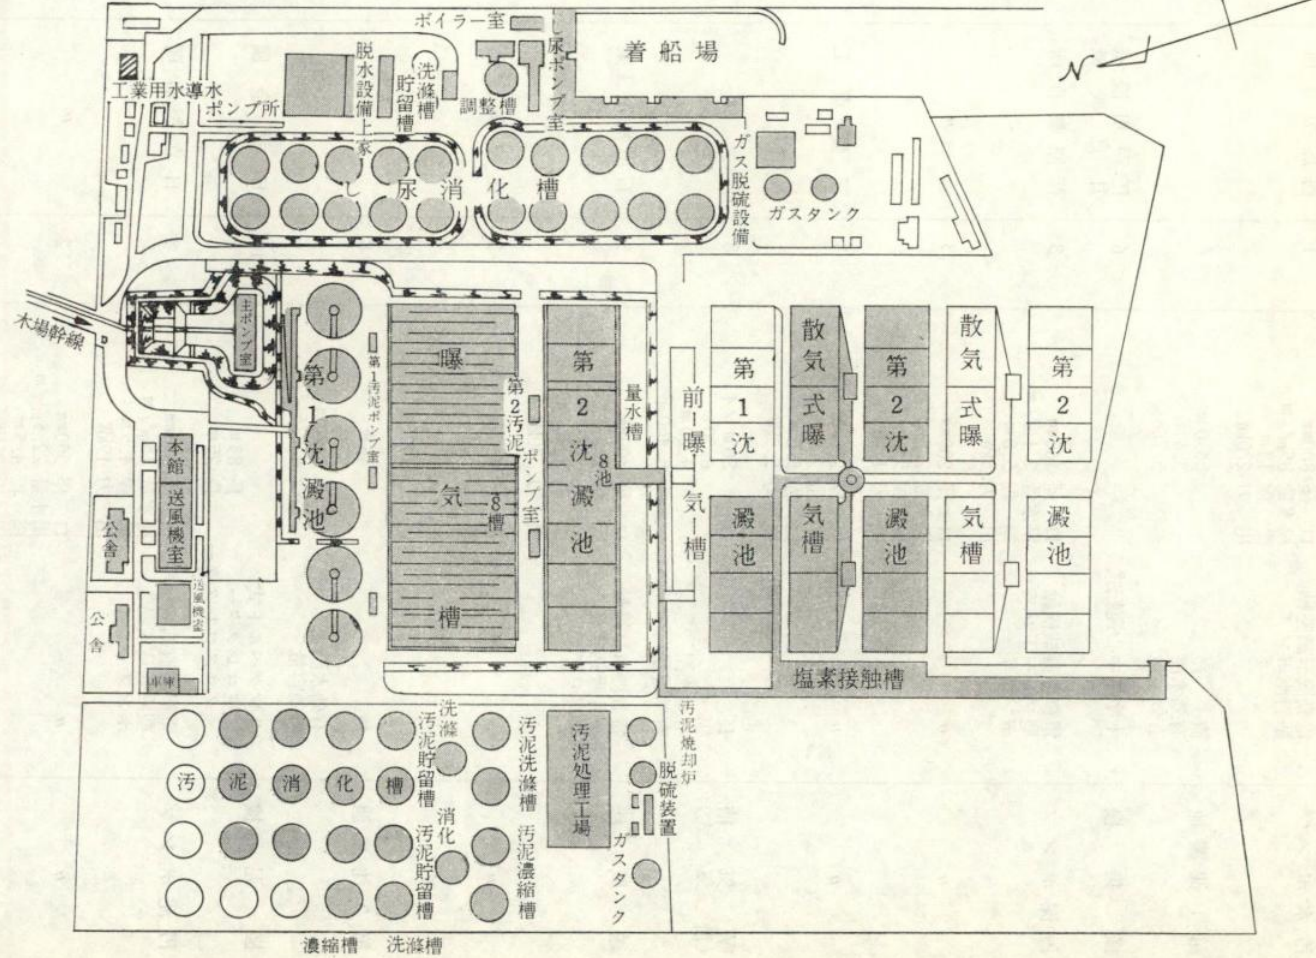 ボイラー室
し尿ポンプ室
着船場
N
脱水設備上家
洗滌槽
貯留槽
調整槽
工業用水導水
ポンプ所
し尿消化槽
ガス脱硫設備
ガスタンク
木場幹線
主ポンプ室
第1沈澱池
第1汚泥ポンプ室
曝気槽
8槽
第2汚泥ポンプ室
第2沈澱池
8池
量水槽
前曝気槽
第1沈澱池
散気式曝気槽
第2沈澱池
散気式曝気槽
第2沈澱池
本館
送風機室
公舎
送風機室
公舎
車庫
塩素接触槽
汚泥消化槽
汚泥貯留槽
洗滌
汚泥洗滌槽
汚泥処理工場
汚泥焼却炉
脱硫装置
消化
汚泥貯留槽
汚泥濃縮槽
ガスタンク
濃縮槽
洗滌槽